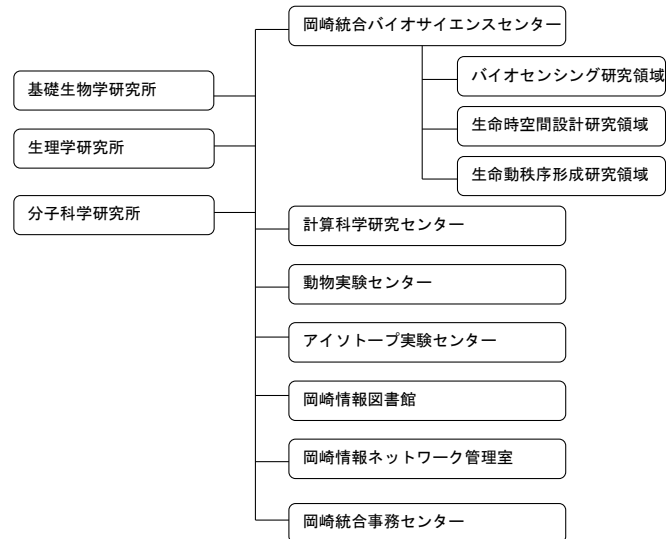 岡崎統合バイオサイエンスセンター
バイオセンシング研究領域
基礎生物学研究所
生命時空間設計研究領域
生理学研究所
生命動秩序形成研究領域
分子科学研究所
計算科学研究センター
動物実験センター
アイソトープ実験センター
岡崎情報図書館
岡崎情報ネットワーク管理室
岡崎統合事務センター